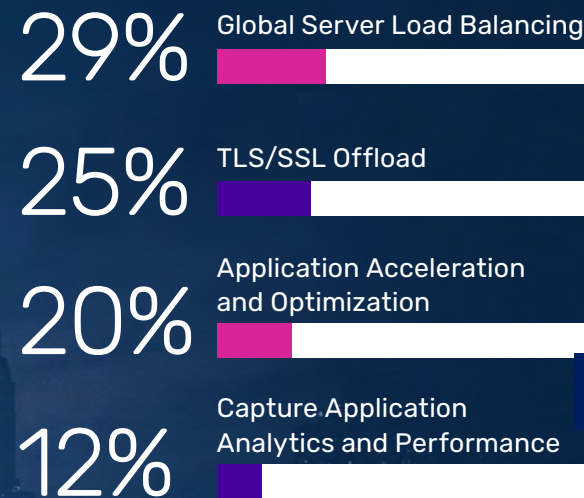 29%
Global Server Load Balancing
25%
TLS/SSL Offload
20%
Application Acceleration
and Optimization
12%
Capture Application
Analytics and Performance